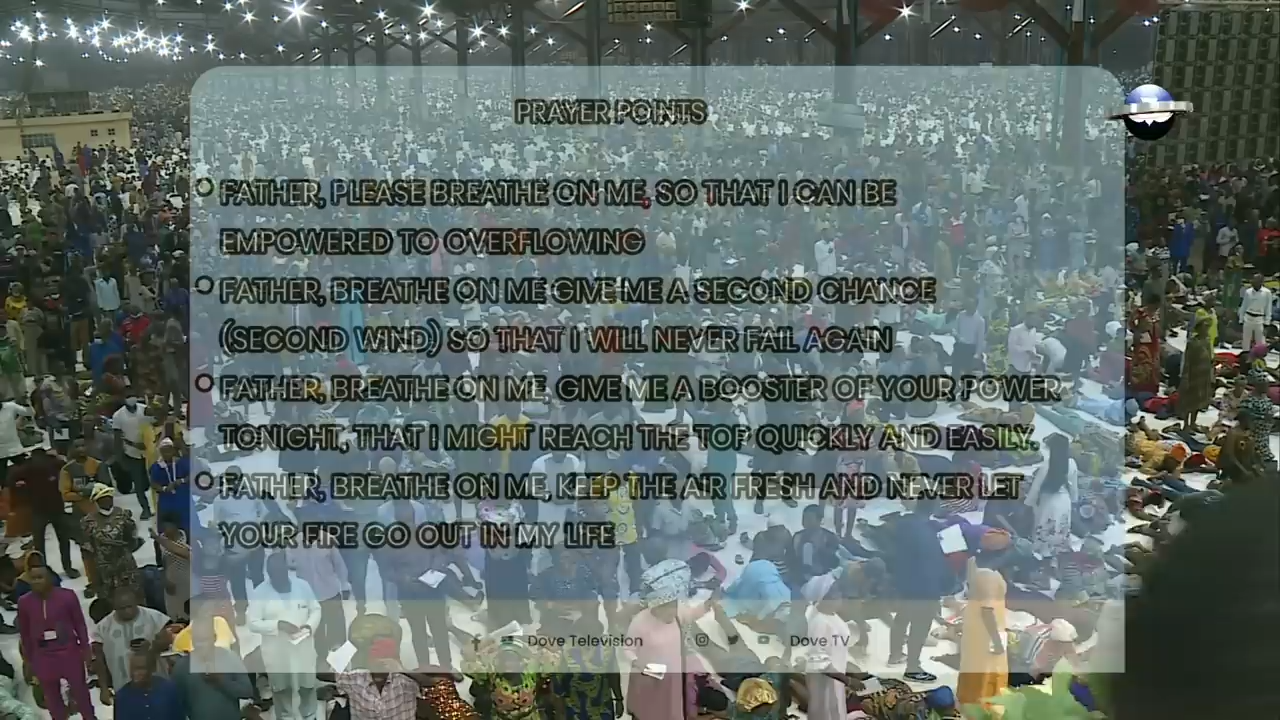 PRAYER POINTS
FATHER, PLEASE BREATHE ON ME, SO THAT I CAN BE
EMPOWERED TO OVERFLOWING
FATHER, BREATHE ON ME GIVE ME A SECOND CHANCE
(SECOND WIND) SO THAT I WILL NEVER FAIL AGAIN
FATHER, BREATHE ON ME, GIVE ME A BOOSTER OF YOUR POWER
TONIGHT, THAT I MIGHT REACH THE TOP QUICKLY AND EASILY.
FATHER, BREATHE ON ME, KEEP THE AIR FRESH AND NEVER LET
YOUR FIRE GO OUT IN MY LIFE
Dove Television Dove TV